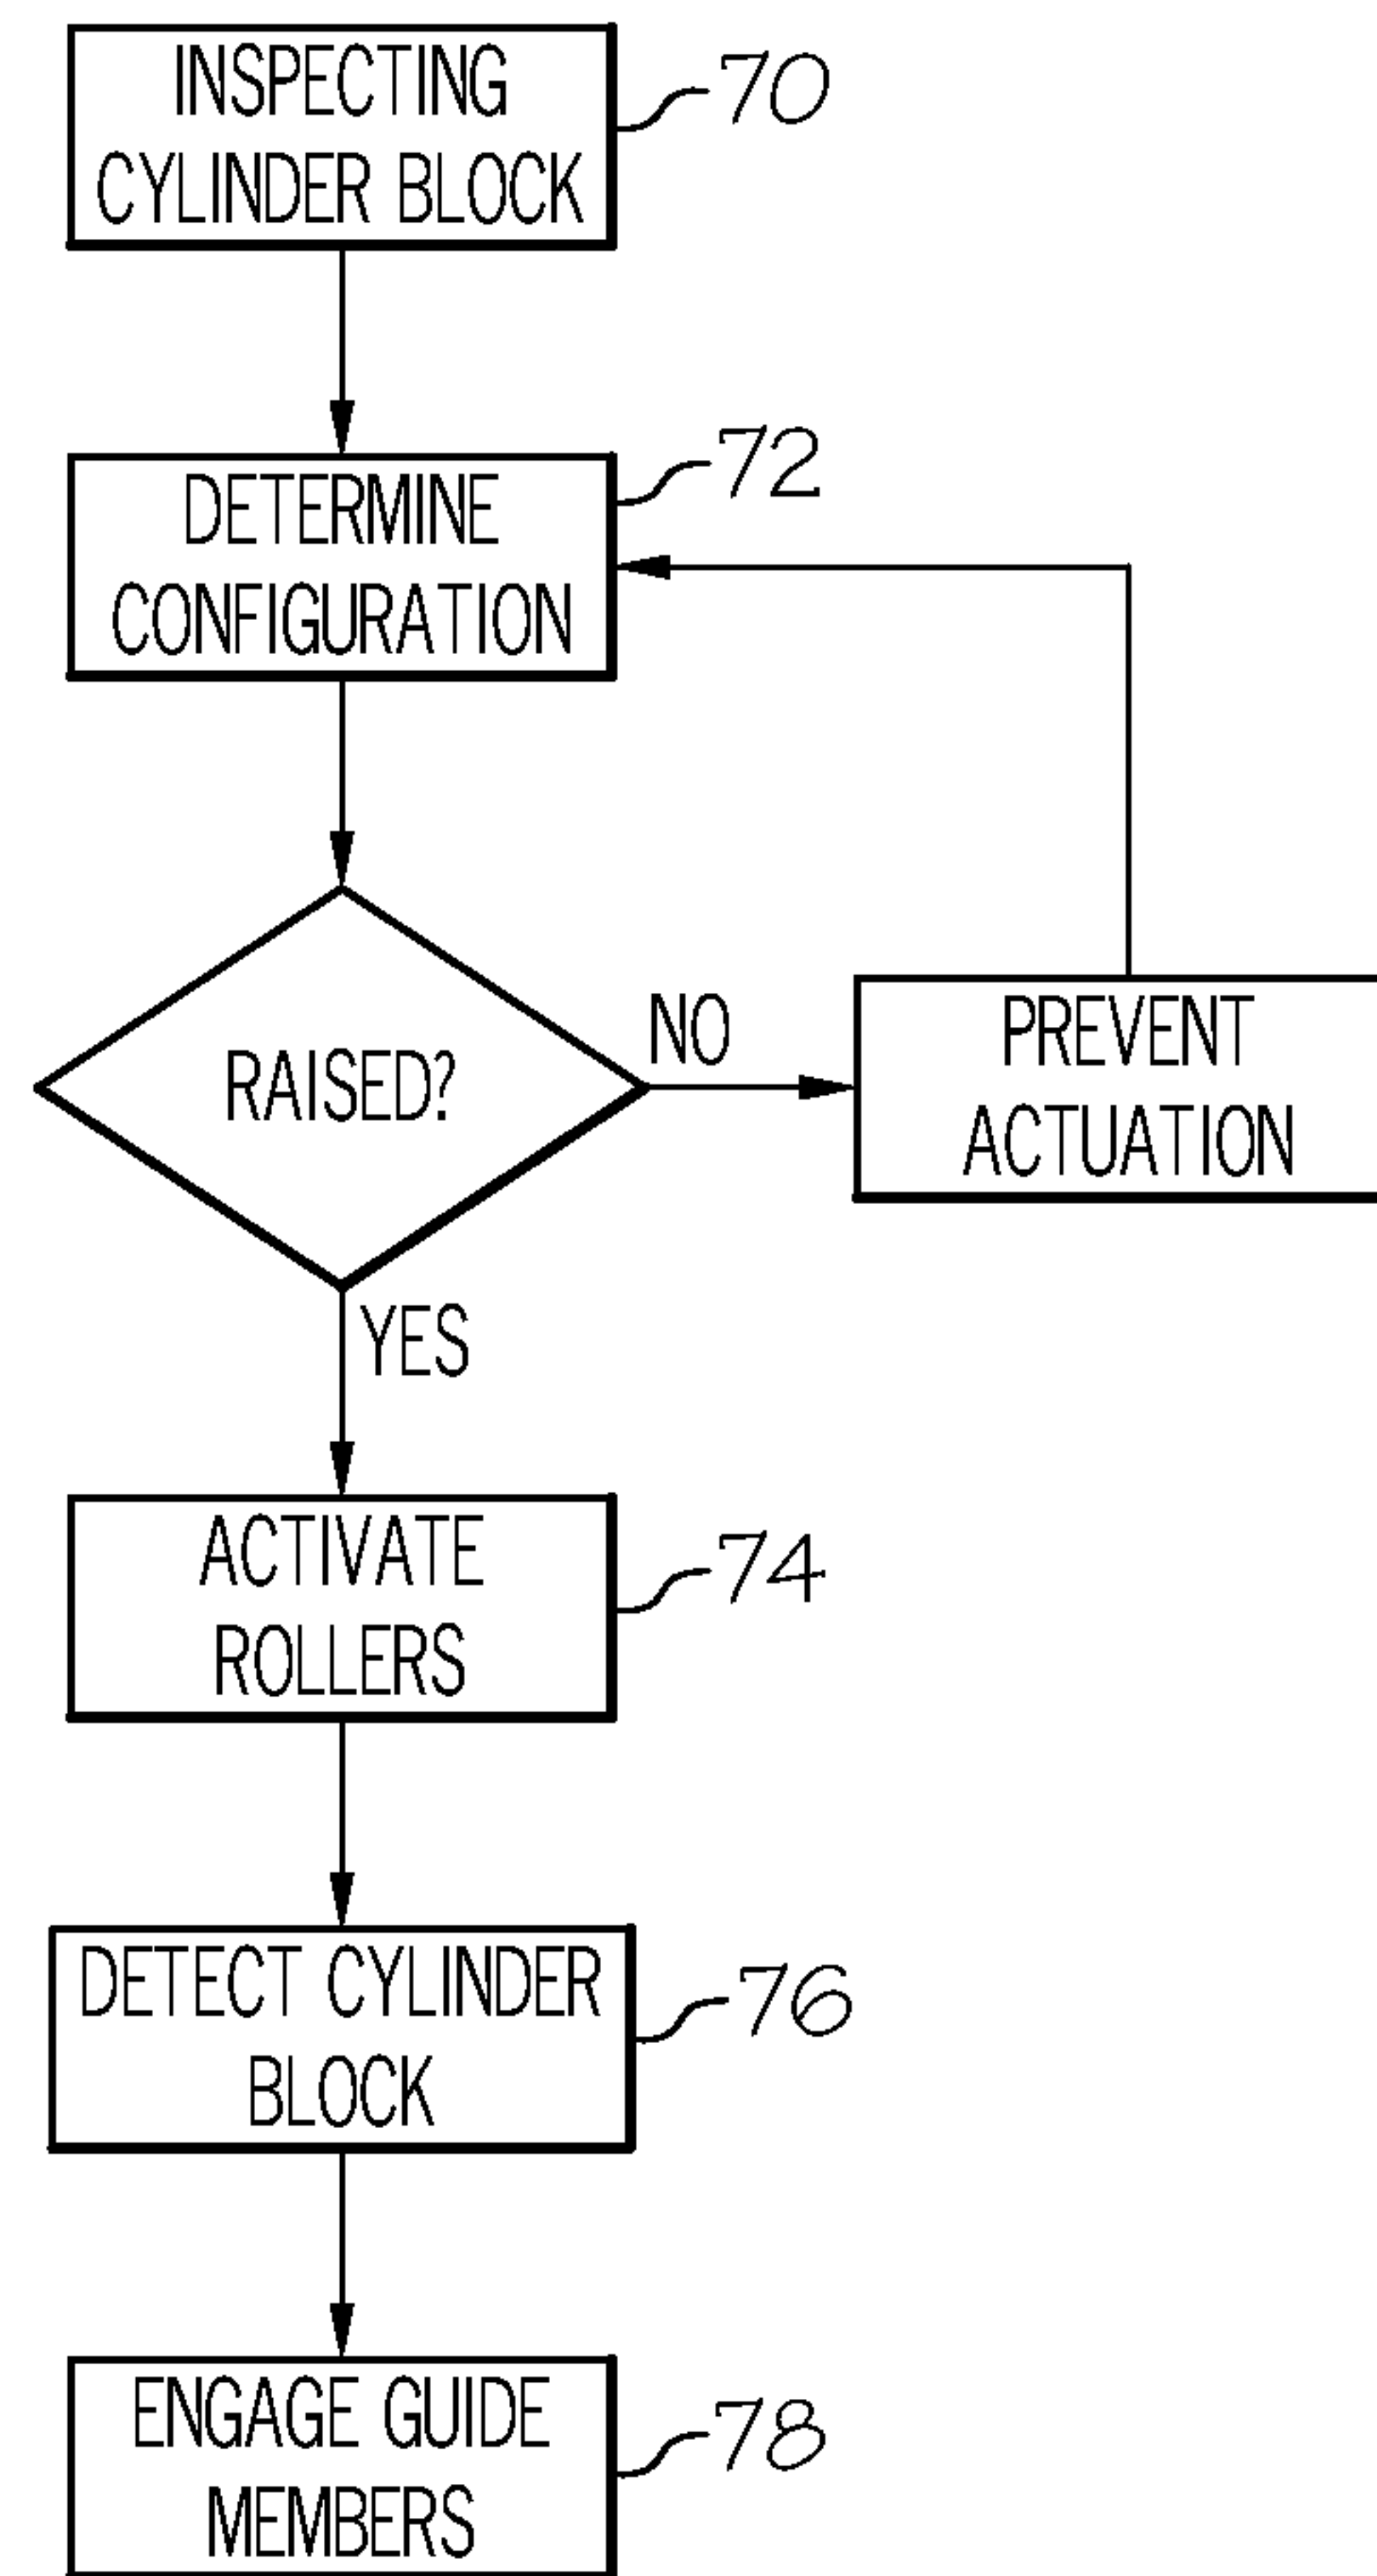 INSPECTING
CYLINDER BLOCK
70
DETERMINE
CONFIGURATION
72
RAISED?
NO
PREVENT
ACTUATION
YES
ACTIVATE
ROLLERS
74
DETECT CYLINDER
BLOCK
76
ENGAGE GUIDE
MEMBERS
78